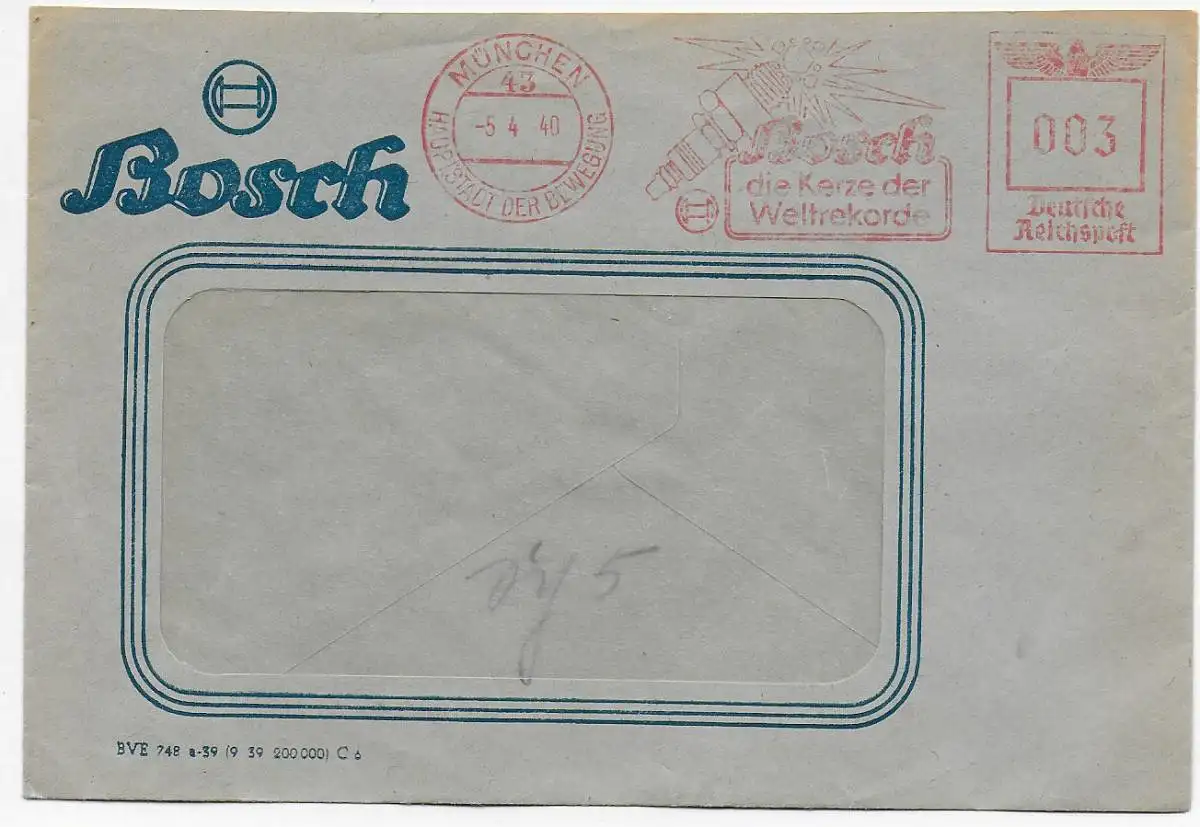 Bosch
MÜNCHEN
43
-5 4 40
HAUPTSTADT DER BEWEGUNG
Bosch
die Kerze der
Weltrekorde
003
Deutsche
Reichspost
BVE 748 a-39 (9 39 200000) C 6